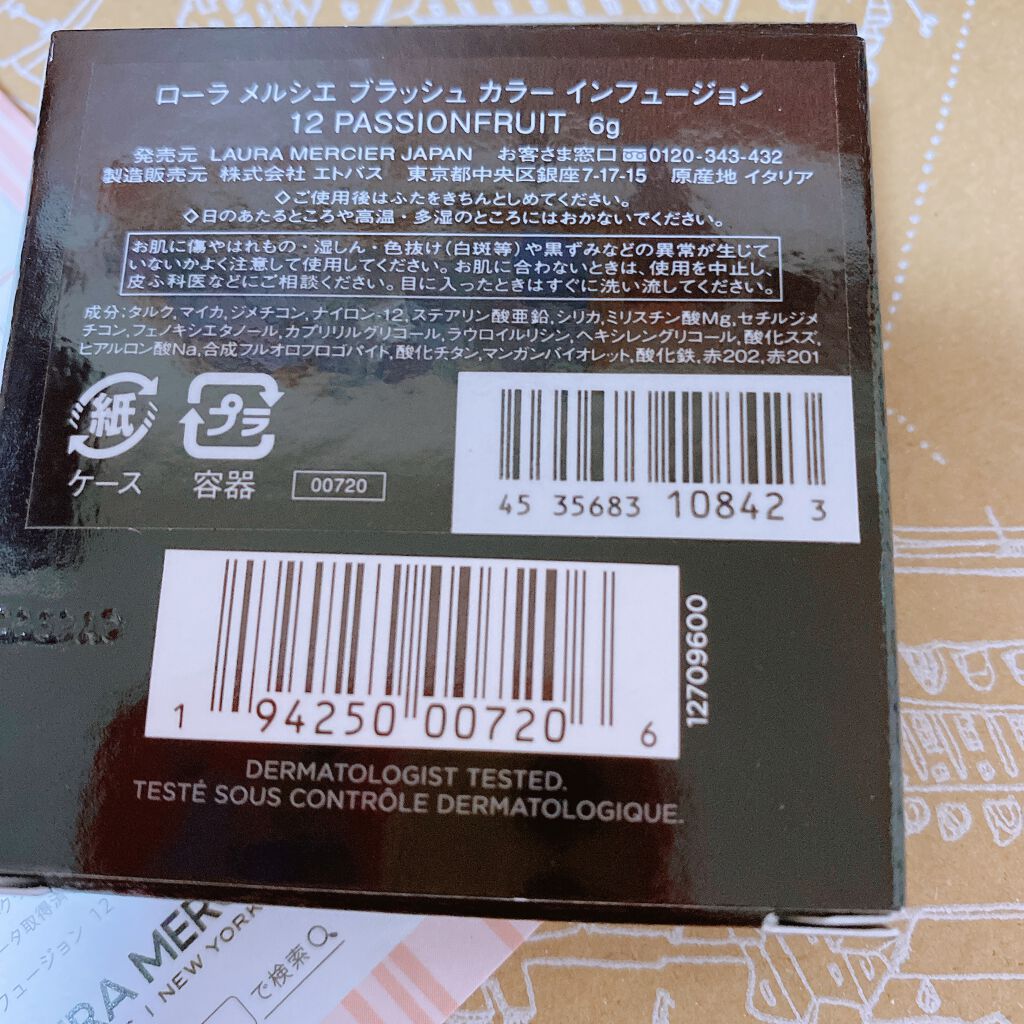 ローラ メルシエ ブラッシュ カラー インフュージョン
12 PASSIONFRUIT 6g
発売元 LAURA MERCIER JAPAN お客さま窓口 0120-343-432
製造販売元 株式会社 エトバス 東京都中央区銀座7-17-15 原産地 イタリア
◇ご使用後はふたをきちんとしめてください。
◇日のあたるところや高温・多湿のところにはおかないでください。
お肌に傷やはれもの・湿しん・色抜け(白斑等)や黒ずみなどの異常が生じて
いないかよく注意して使用してください。お肌に合わないときは、使用を中止し、
皮ふ科医などにご相談ください。目に入ったときはすぐに洗い流してください。
成分:タルク,マイカ,ジメチコン,ナイロン-12,ステアリン酸亜鉛,シリカ,ミリスチン酸Mg,セチルジメ
チコン,フェノキシエタノール,カプリリルグリコール,ラウロイルリシン,ヘキシレングリコール,酸化スズ,
ヒアルロン酸Na,合成フルオロフロゴパイト,酸化チタン,マンガンバイオレット,酸化鉄,赤202,赤201
紙
プラ
ケース
容器
00720
45 35683 10842 3
1 94250 00720 6
12709600
DERMATOLOGIST TESTED.
TESTÉ SOUS CONTRÔLE DERMATOLOGIQUE.
タ取得済
フュージョン 12
RA MER
NEW YORK
で検索